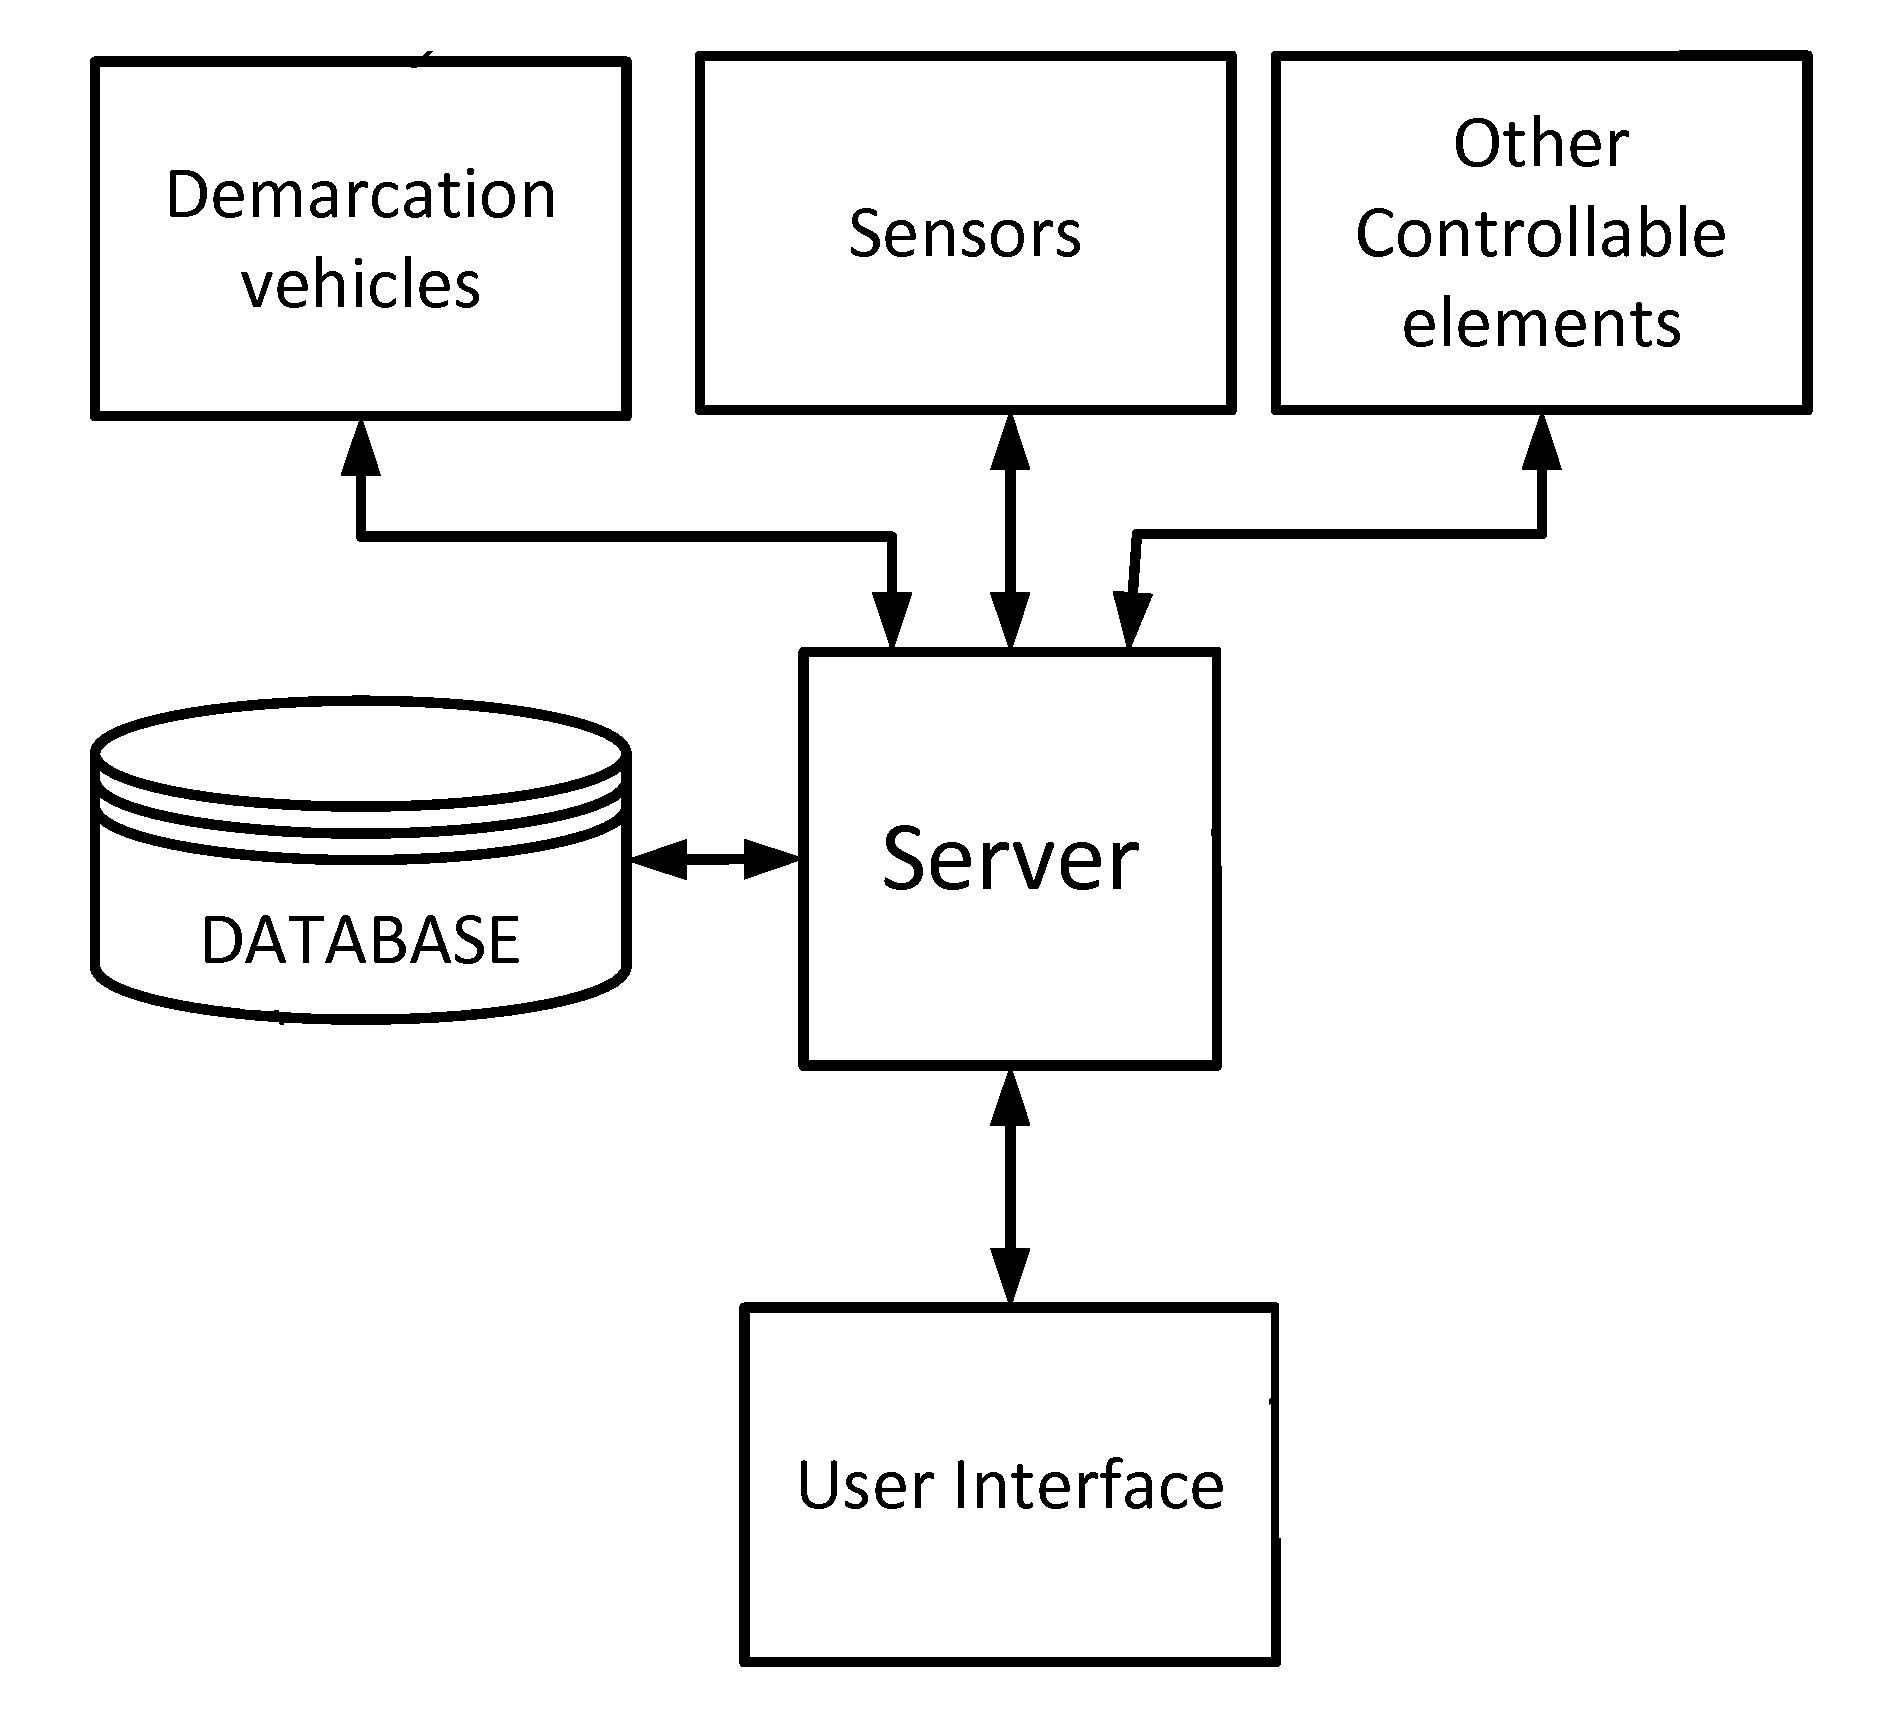 Demarcation
vehicles
Sensors
Other
Controllable
elements
DATABASE
Server
User Interface